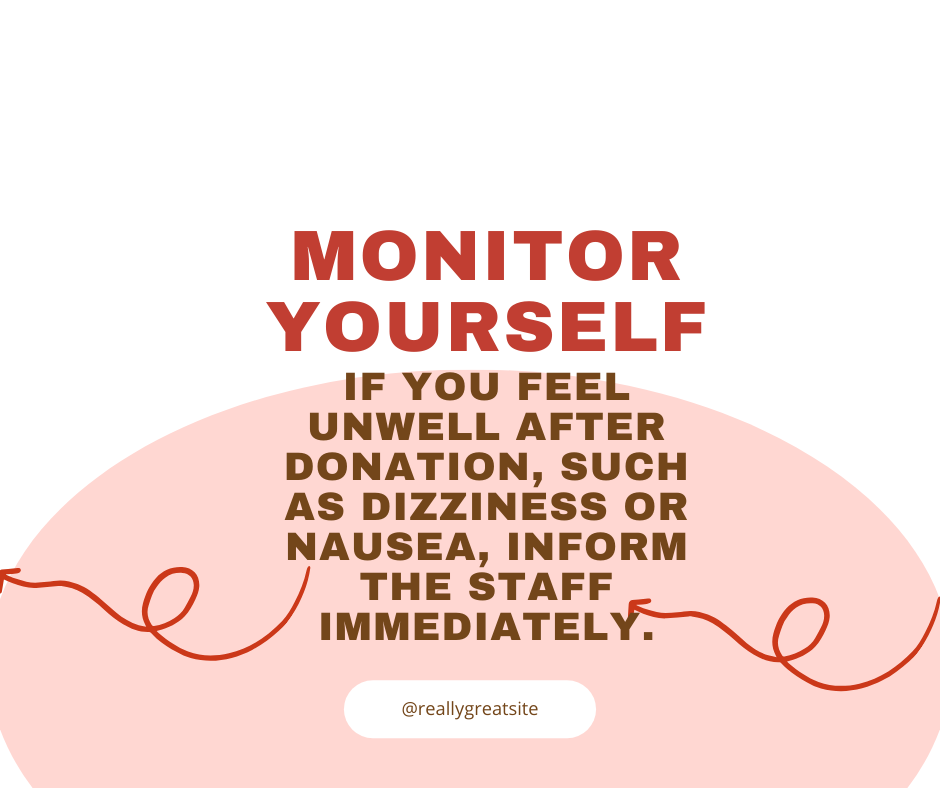 MONITOR
YOURSELF
IF YOU FEEL
UNWELL AFTER
DONATION, SUCH
AS DIZZINESS OR
NAUSEA, INFORM
THE STAFF
IMMEDIATELY.
@reallygreatsite